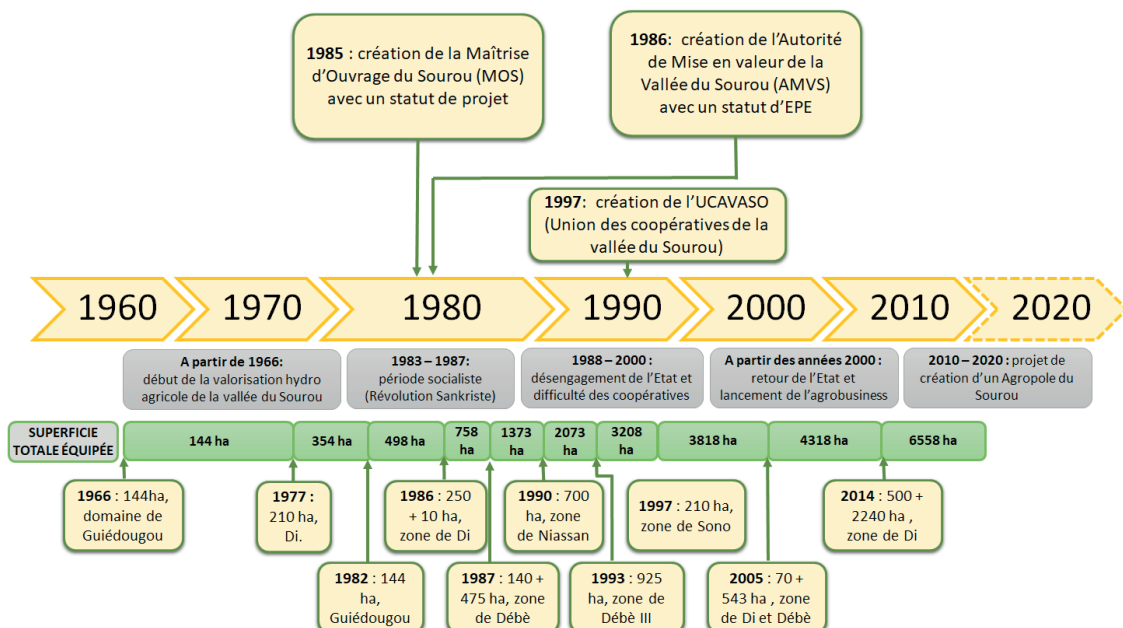 1985 : création de la Maîtrise
d’Ouvrage du Sourou (MOS)
avec un statut de projet
1986: création de l’Autorité
de Mise en valeur de la
Vallée du Sourou (AMVS)
avec un statut d’EPE
1997: création de l’UCAVASO
(Union des coopératives de la
vallée du Sourou)
1960
1970
1980
1990
2000
2010
2020
A partir de 1966:
début de la valorisation hydro
agricole de la vallée du Sourou
1983 – 1987:
période socialiste
(Révolution Sankriste)
1988 – 2000 :
désengagement de l’Etat et
difficulté des coopératives
A partir des années 2000 :
retour de l’Etat et
lancement de l’agrobusiness
2010 – 2020 : projet de
création d’un Agropole du
Sourou
SUPERFICIE
TOTALE ÉQUIPÉE
144 ha
354 ha
498 ha
758
ha
1373
ha
2073
ha
3208
ha
3818 ha
4318 ha
6558 ha
1966 : 144ha,
domaine de
Guiédougou
1977 :
210 ha,
Di.
1982 : 144
ha,
Guiédougou
1986 : 250
+ 10 ha,
zone de Di
1987 : 140 +
475 ha, zone
de Débè
1990 : 700
ha, zone
de Niassan
1993 : 925
ha, zone de
Débè III
1997 : 210 ha,
zone de Sono
2005 : 70 +
543 ha , zone
de Di et Débè
2014 : 500 +
2240 ha ,
zone de Di